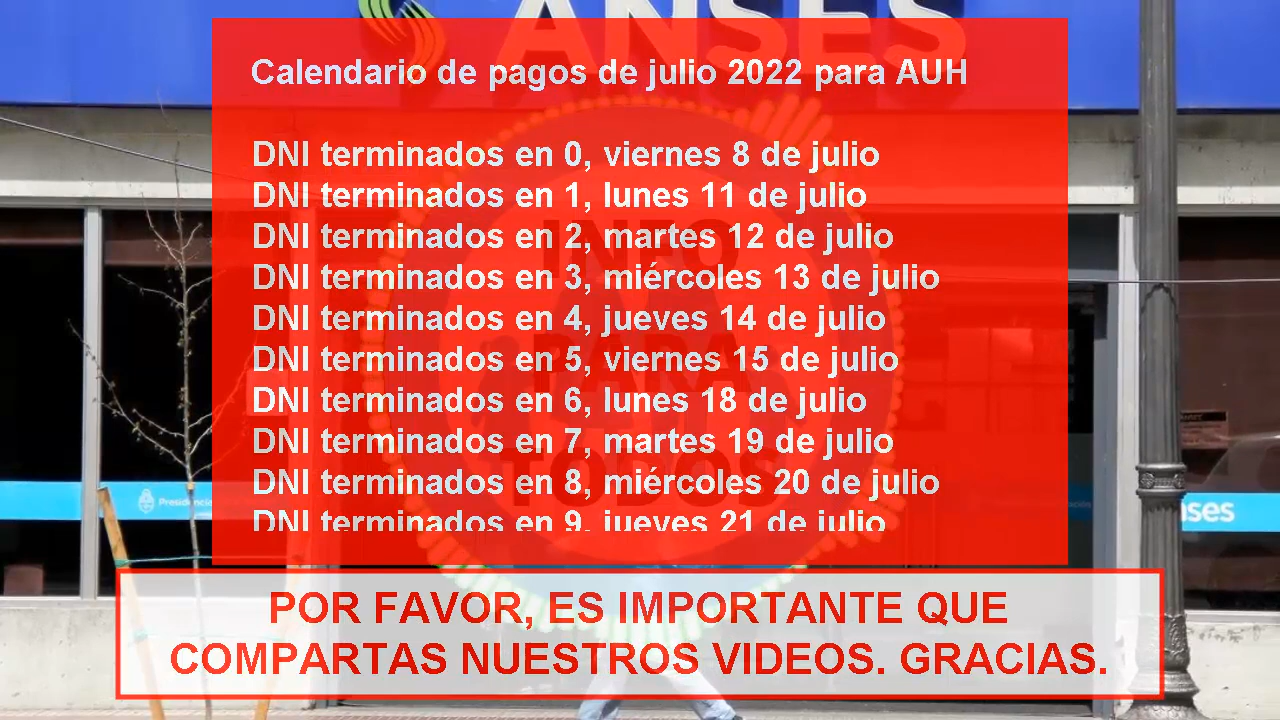 ANSES
Calendario de pagos de julio 2022 para AUH
DNI terminados en 0, viernes 8 de julio
DNI terminados en 1, lunes 11 de julio
DNI terminados en 2, martes 12 de julio
DNI terminados en 3, miércoles 13 de julio
DNI terminados en 4, jueves 14 de julio
DNI terminados en 5, viernes 15 de julio
DNI terminados en 6, lunes 18 de julio
DNI terminados en 7, martes 19 de julio
DNI terminados en 8, miércoles 20 de julio
DNI terminados en 9, jueves 21 de julio
INFO
PARA
TODOS
anses
POR FAVOR, ES IMPORTANTE QUE
COMPARTAS NUESTROS VIDEOS. GRACIAS.